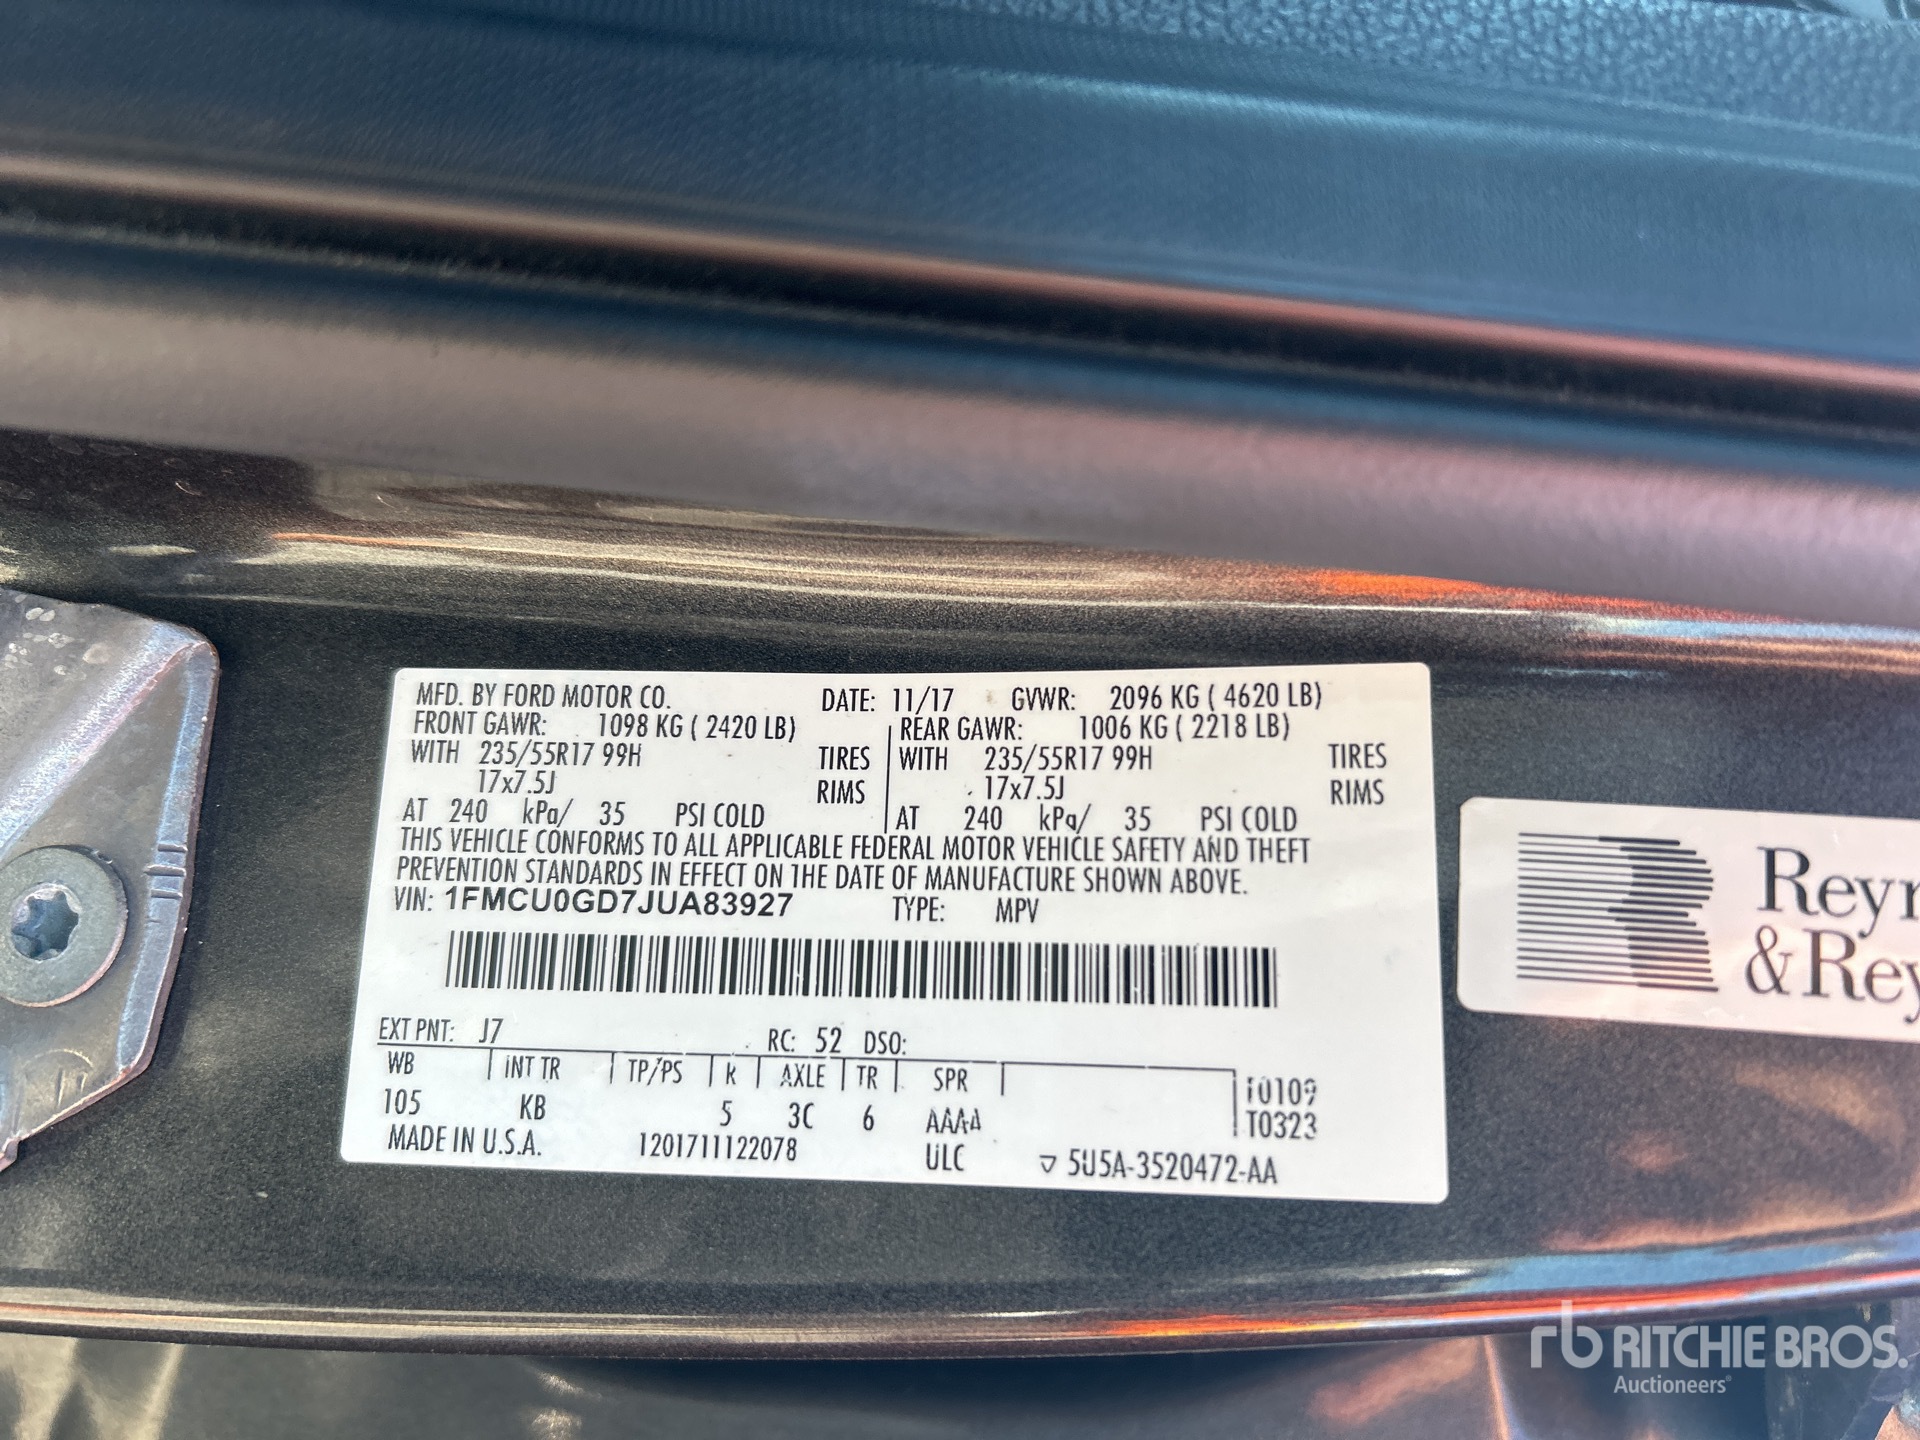 MFD. BY FORD MOTOR CO. DATE: 11/17 GVWR: 2096 KG ( 4620 LB)
FRONT GAWR: 1098 KG ( 2420 LB) REAR GAWR: 1006 KG ( 2218 LB)
WITH 235/55R17 99H TIRES WITH 235/55R17 99H TIRES
17x7.5J RIMS 17x7.5J RIMS
AT 240 kPa/ 35 PSI COLD AT 240 kPa/ 35 PSI COLD
THIS VEHICLE CONFORMS TO ALL APPLICABLE FEDERAL MOTOR VEHICLE SAFETY AND THEFT
PREVENTION STANDARDS IN EFFECT ON THE DATE OF MANUFACTURE SHOWN ABOVE.
VIN: 1FMCU0GD7JUA83927 TYPE: MPV
EXT PNT: J7 RC: 52 DSO:
WB INT TR TP/PS R AXLE TR SPR T0109
105 KB 5 3C 6 AAAA T0323
MADE IN U.S.A. 1201711122078 ULC 5U5A-3520472-AA
Reyn
& Rey
rb RITCHIE BROS.
Auctioneers